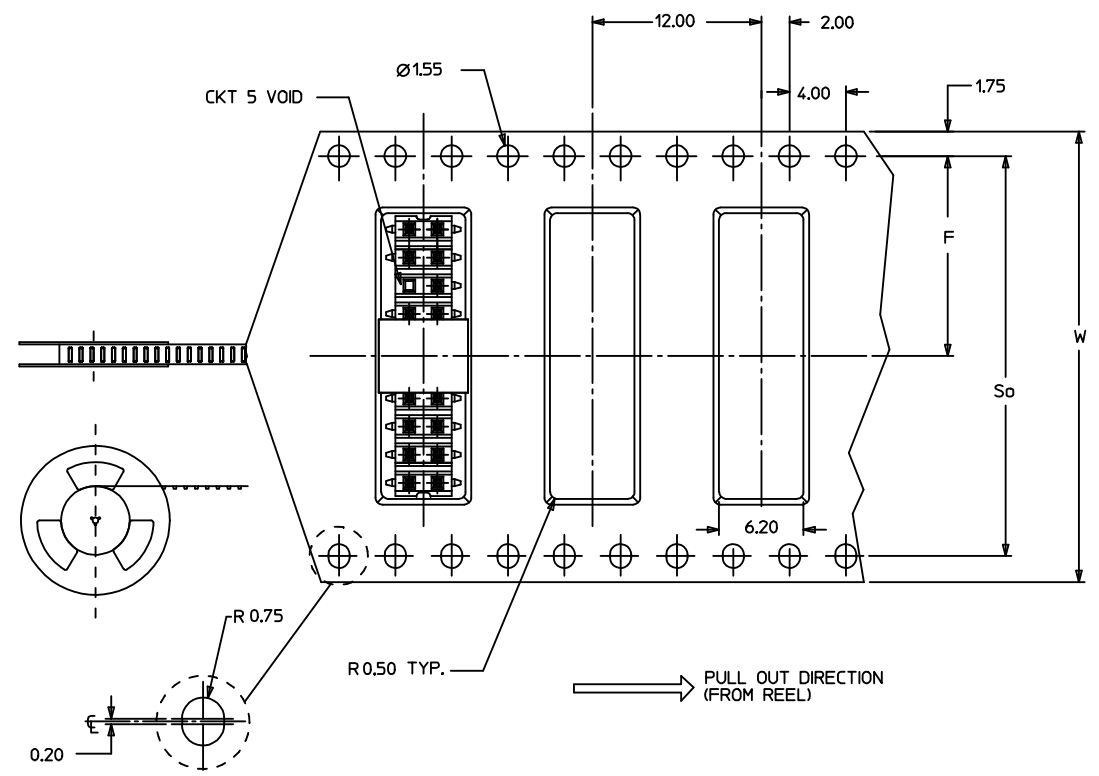 12.00
2.00
Ø1.55
4.00
1.75
CKT 5 VOID
F
W
So
6.20
R 0.75
R 0.50 TYP.
PULL OUT DIRECTION
(FROM REEL)
℄
0.20